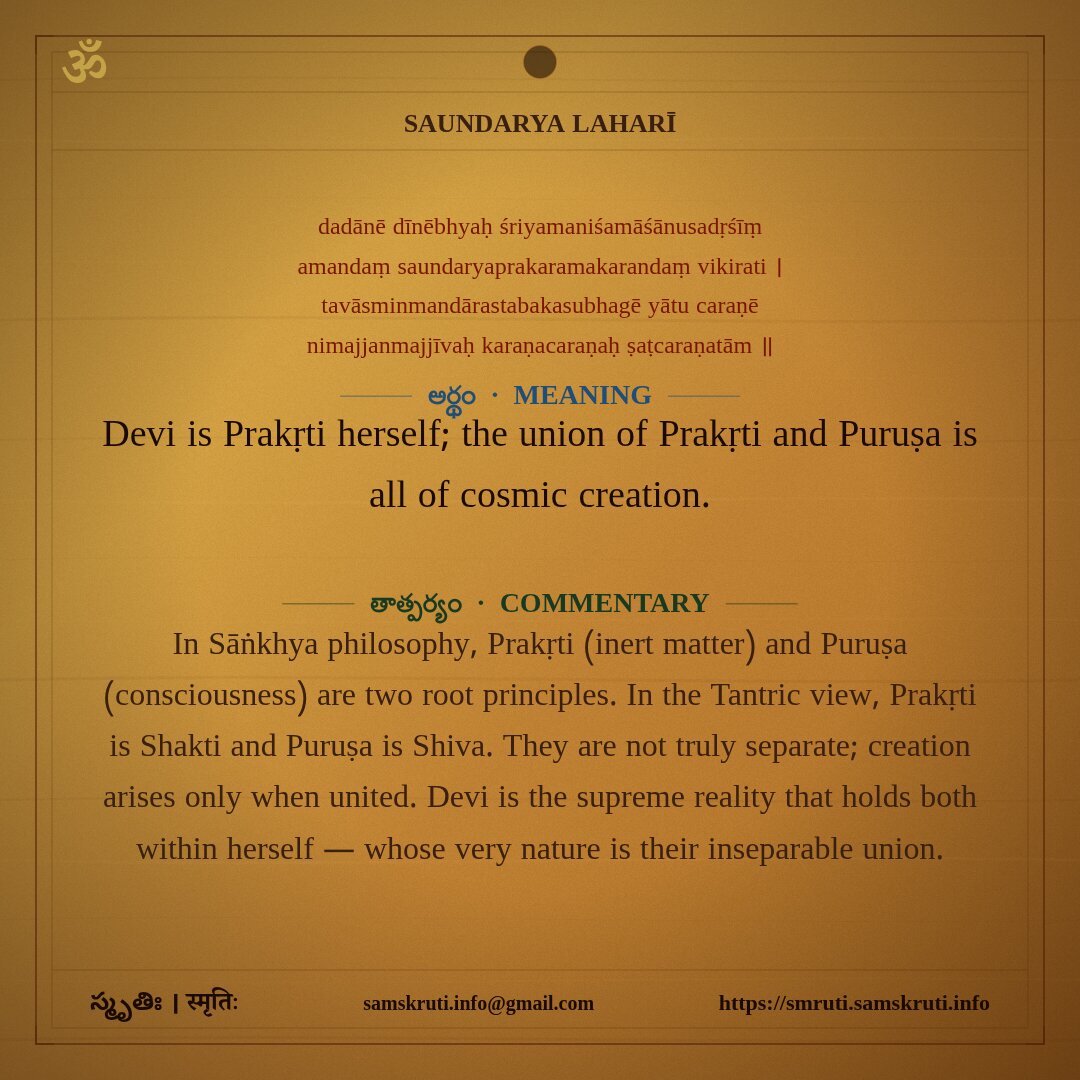 ॐ
SAUNDARYA LAHARĪ
dadānē dīnēbhyaḥ śriyamaniśamāśānusadṛśīṃ
amandaṃ saundaryaprakaramakarandaṃ vikirati |
tavāsminmandārastabakasubhagē yātu caraṇē
nimajjanmajjīvaḥ karaṇacaraṇaḥ ṣaṭcaraṇatām ||
అర్థం · MEANING
Devi is Prakṛti herself; the union of Prakṛti and Puruṣa is
all of cosmic creation.
తాత్పర్యం · COMMENTARY
In Sāṅkhya philosophy, Prakṛti (inert matter) and Puruṣa
(consciousness) are two root principles. In the Tantric view, Prakṛti
is Shakti and Puruṣa is Shiva. They are not truly separate; creation
arises only when united. Devi is the supreme reality that holds both
within herself — whose very nature is their inseparable union.
స్మృతిః | स्मृतिः samskruti.info@gmail.com https://smruti.samskruti.info